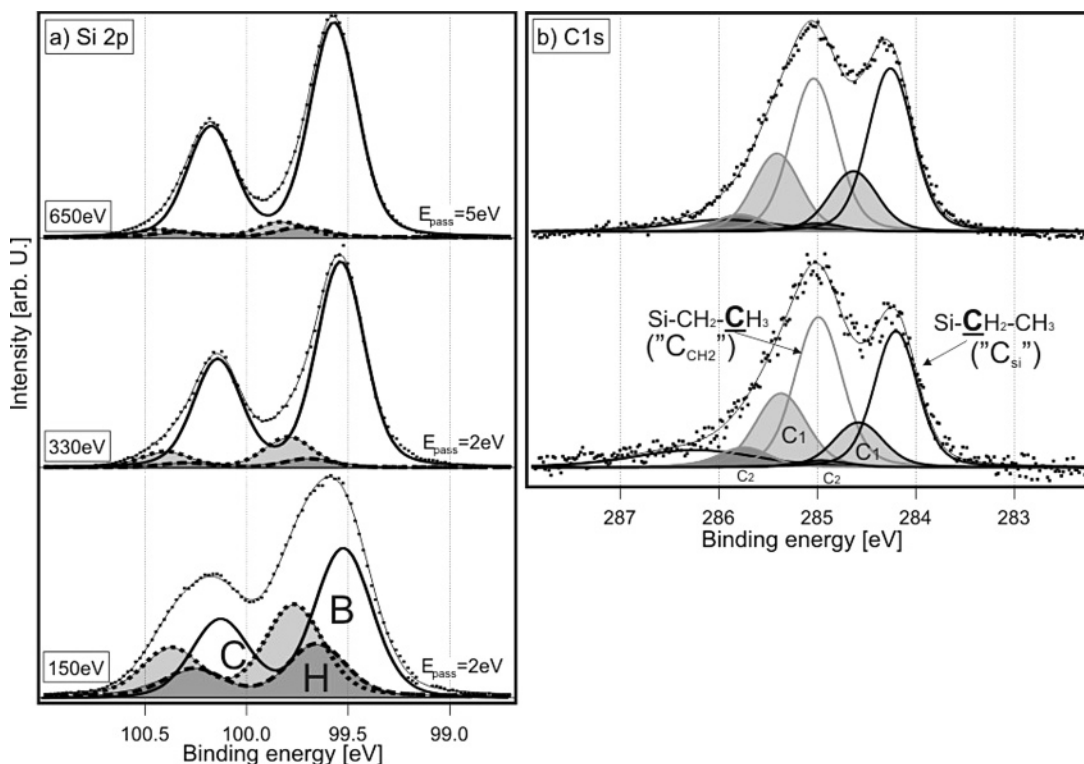 a) Si 2p
650eV
E_pass=5eV
330eV
E_pass=2eV
150eV
C
B
H
E_pass=2eV
Intensity [arb. U.]
100.5 100.0 99.5 99.0
Binding energy [eV]
b) C1s
Si-CH₂-CH₃
("C_CH2")
Si-CH₂-CH₃
("C_si")
C₁
C₁
C₂
C₂
287 286 285 284 283
Binding energy [eV]